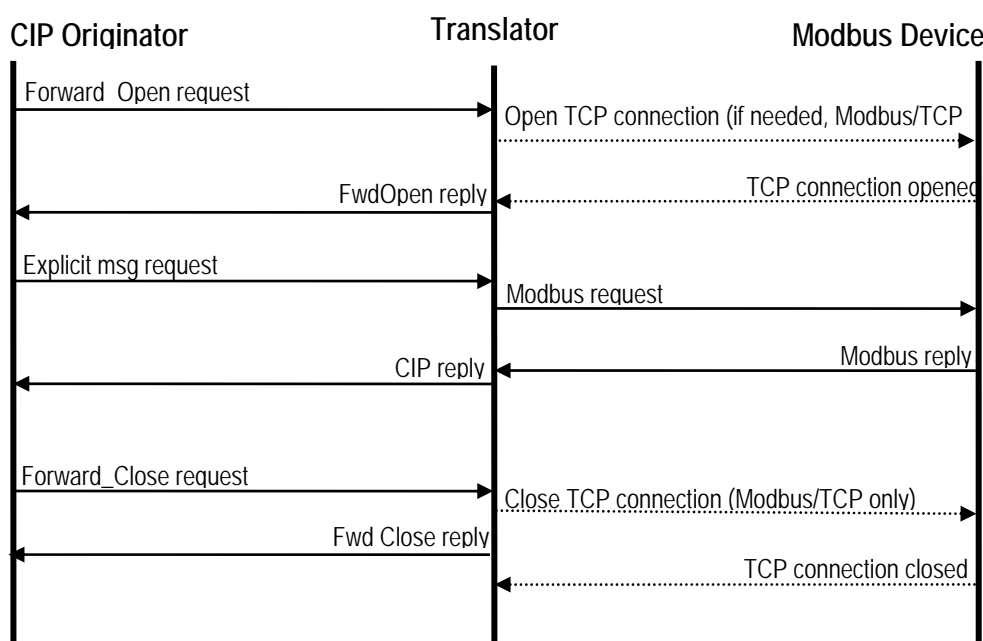 CIP Originator
Translator
Modbus Device
Forward Open request
Open TCP connection (if needed, Modbus/TCP
TCP connection opened
FwdOpen reply
Explicit msg request
Modbus request
Modbus reply
CIP reply
Forward_Close request
Close TCP connection (Modbus/TCP only)
Fwd Close reply
TCP connection closed